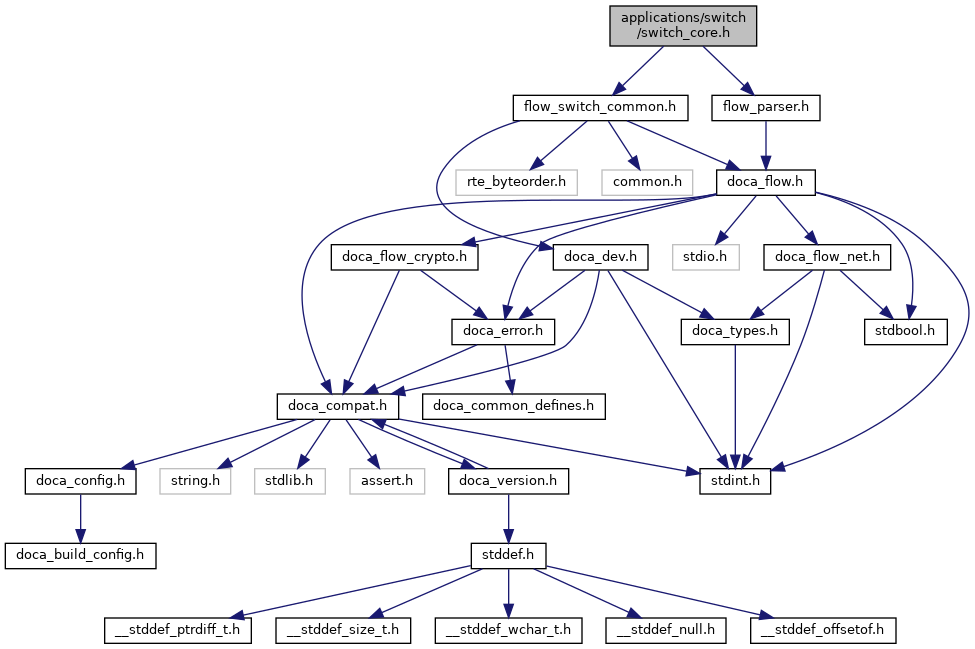 applications/switch
/switch_core.h
flow_switch_common.h
flow_parser.h
rte_byteorder.h
common.h
doca_flow.h
doca_flow_crypto.h
doca_dev.h
stdio.h
doca_flow_net.h
doca_error.h
doca_types.h
stdbool.h
doca_compat.h
doca_common_defines.h
doca_config.h
string.h
stdlib.h
assert.h
doca_version.h
stdint.h
doca_build_config.h
stddef.h
__stddef_ptrdiff_t.h
__stddef_size_t.h
__stddef_wchar_t.h
__stddef_null.h
__stddef_offsetof.h